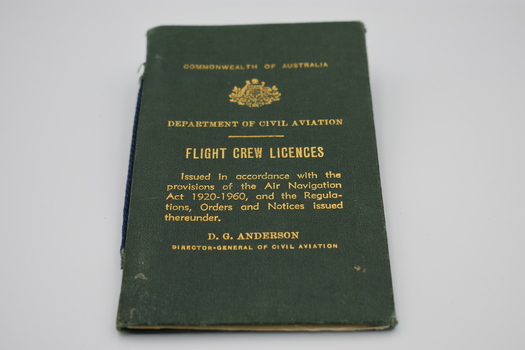 COMMONWEALTH OF AUSTRALIA
DEPARTMENT OF CIVIL AVIATION
FLIGHT CREW LICENCES
Issued in accordance with the
provisions of the Air Navigation
Act 1920-1960, and the Regula-
tions, Orders and Notices issued
thereunder.
D. G. ANDERSON
DIRECTOR-GENERAL OF CIVIL AVIATION